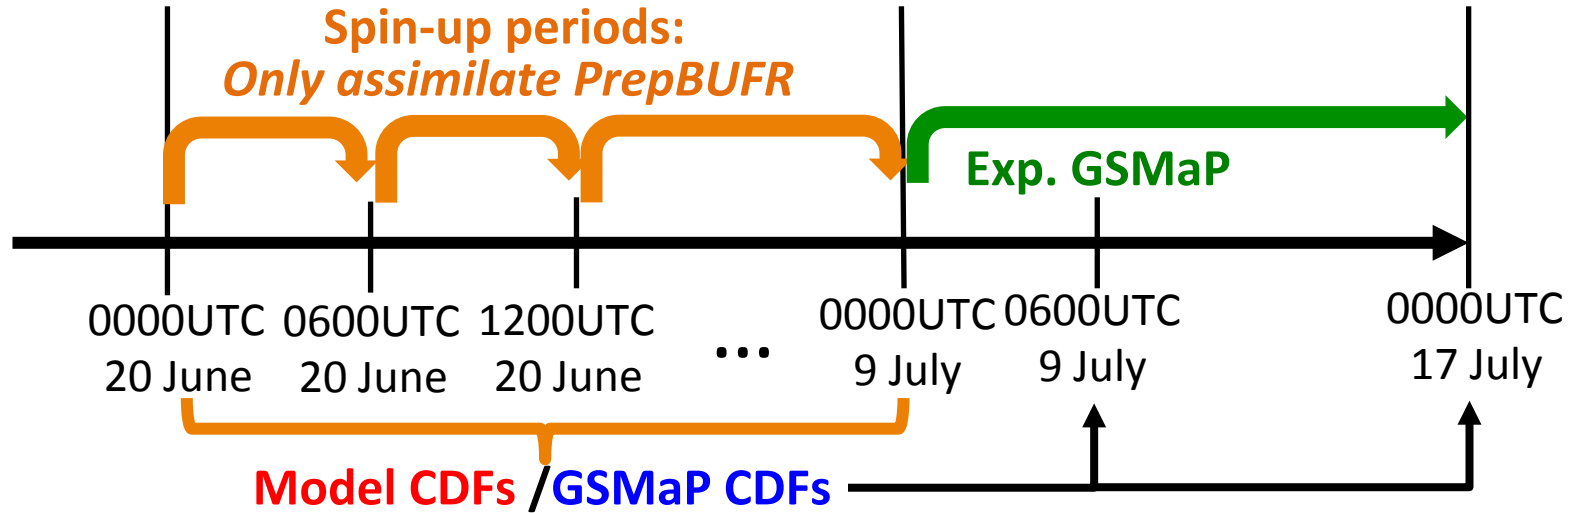 Spin-up periods:
Only assimilate PrepBUFR
Exp. GSMaP
0000UTC
20 June
0600UTC
20 June
1200UTC
20 June
...
0000UTC
9 July
0600UTC
9 July
0000UTC
17 July
Model CDFs /GSMaP CDFs